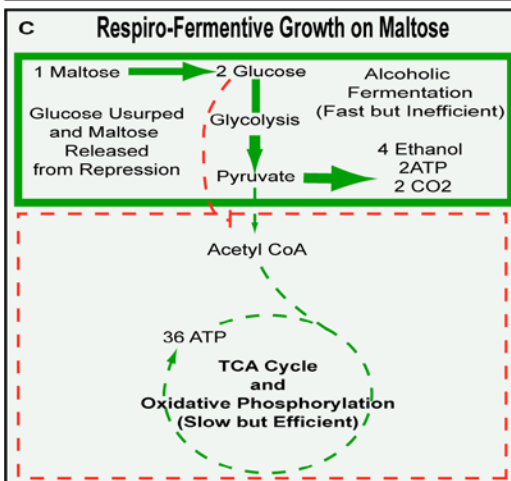 C
Respiro-Fermentive Growth on Maltose
1 Maltose
2 Glucose
Alcoholic
Fermentation
(Fast but Inefficient)
Glucose Usurped
and Maltose
Released
from Repression
Glycolysis
Pyruvate
4 Ethanol
2ATP
2 CO2
Acetyl CoA
36 ATP
TCA Cycle
and
Oxidative Phosphorylation
(Slow but Efficient)